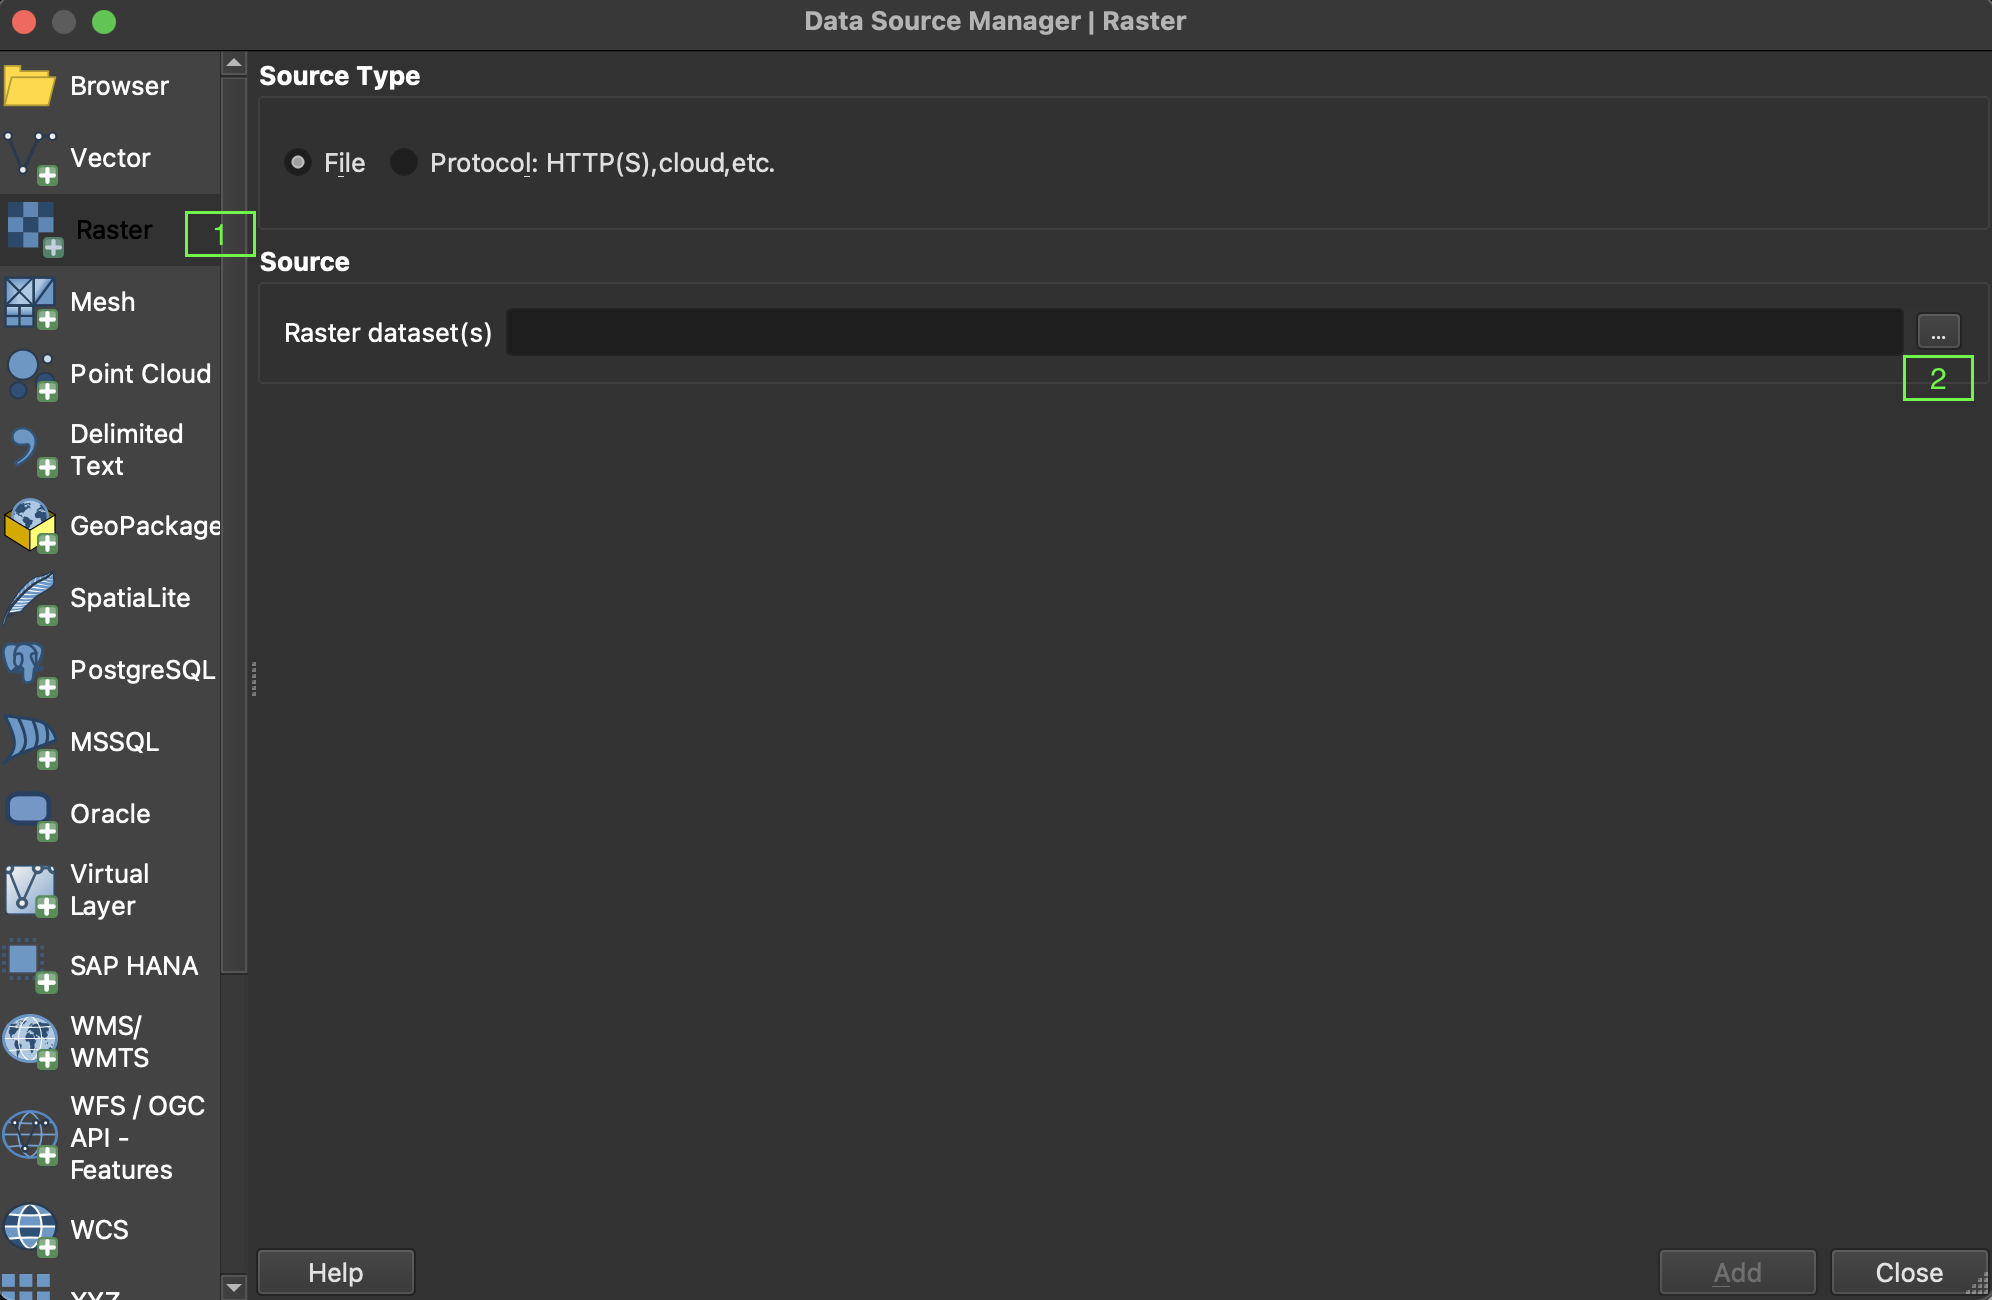 Data Source Manager | Raster
Browser
Vector
Raster
1
Mesh
Point Cloud
Delimited
Text
GeoPackage
SpatiaLite
PostgreSQL
MSSQL
Oracle
Virtual
Layer
SAP HANA
WMS/
WMTS
WFS / OGC
API -
Features
WCS
XYZ
Source Type
File
Protocol: HTTP(S),cloud,etc.
Source
Raster dataset(s)
...
2
Help
Add
Close